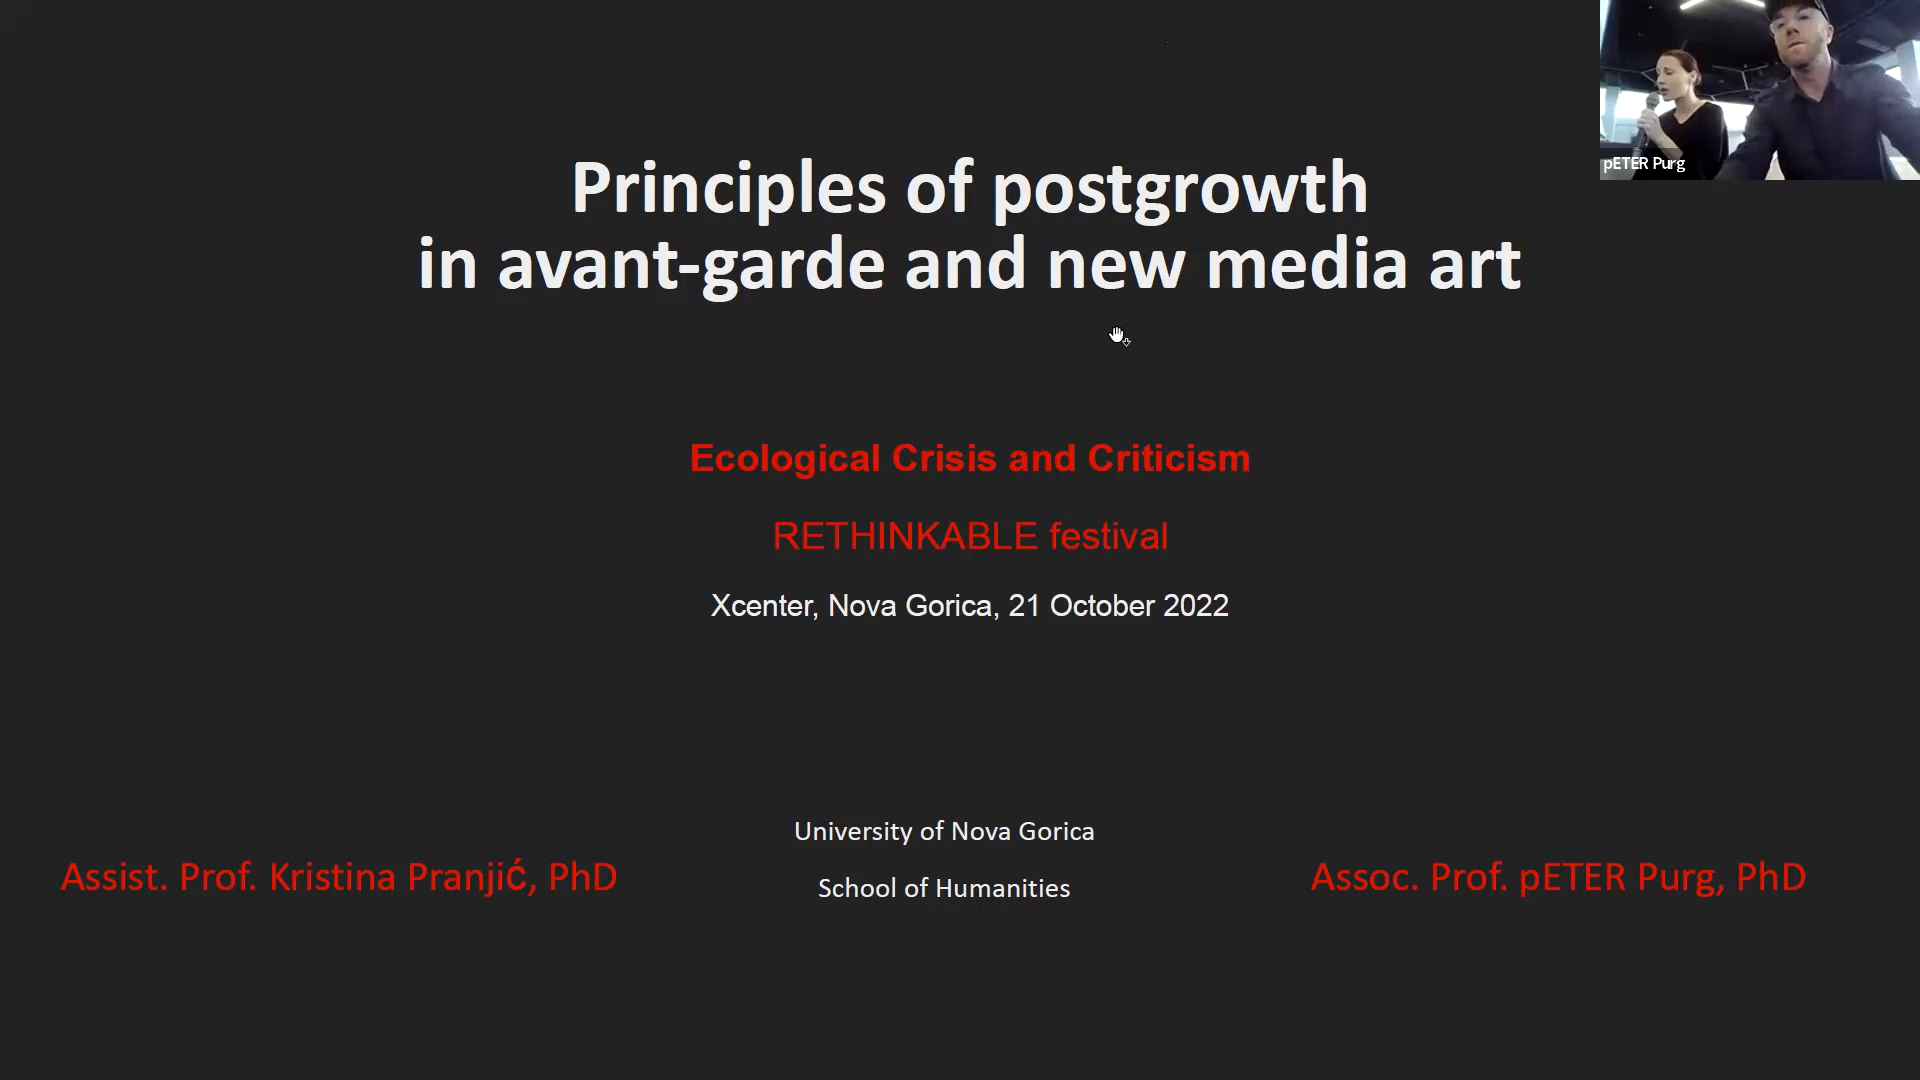 pETER Purg
Principles of postgrowth
in avant-garde and new media art
Ecological Crisis and Criticism
RETHINKABLE festival
Xcenter, Nova Gorica, 21 October 2022
University of Nova Gorica
School of Humanities
Assist. Prof. Kristina Pranjić, PhD
Assoc. Prof. pETER Purg, PhD